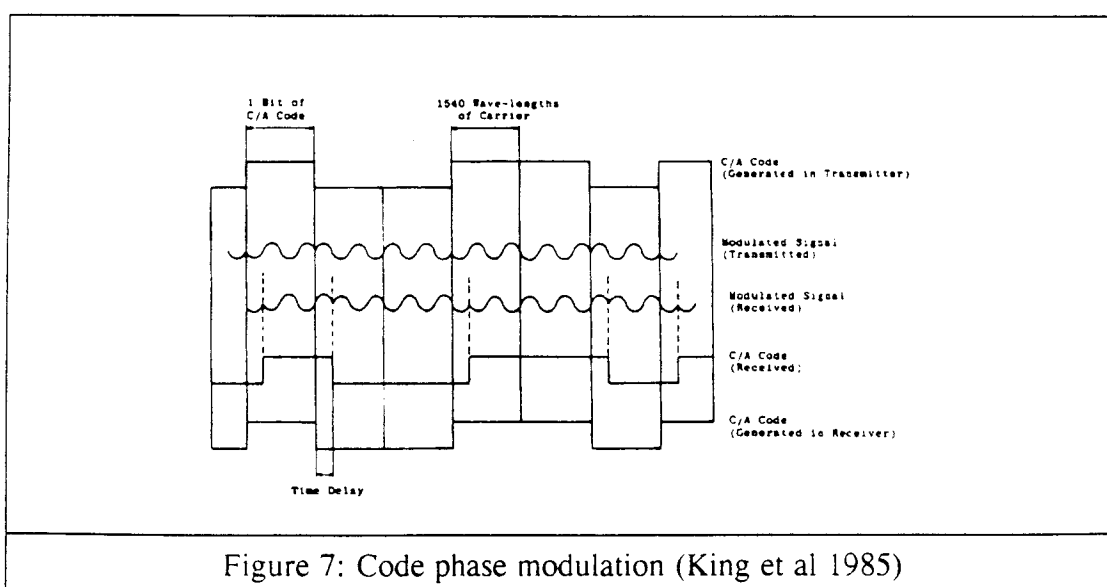 1 Bit of
C/A Code
1540 Wave-lengths
of Carrier
C/A Code
(Generated in Transmitter)
Modulated Signal
(Transmitted)
Modulated Signal
(Received)
C/A Code
(Received)
C/A Code
(Generated in Receiver)
Time Delay
Figure 7: Code phase modulation (King et al 1985)